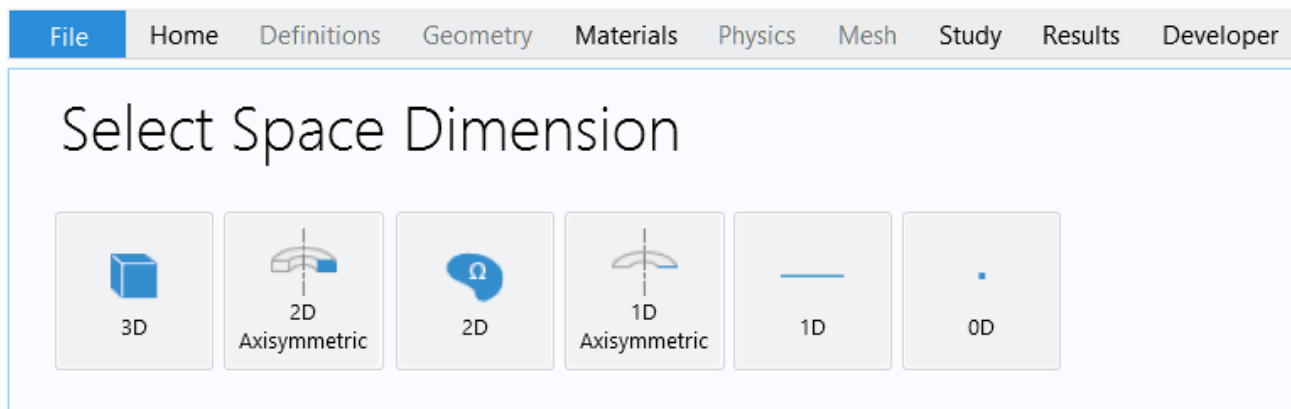 File Home Definitions Geometry Materials Physics Mesh Study Results Developer
Select Space Dimension
3D
2D
Axisymmetric
Ω
2D
1D
Axisymmetric
1D
0D